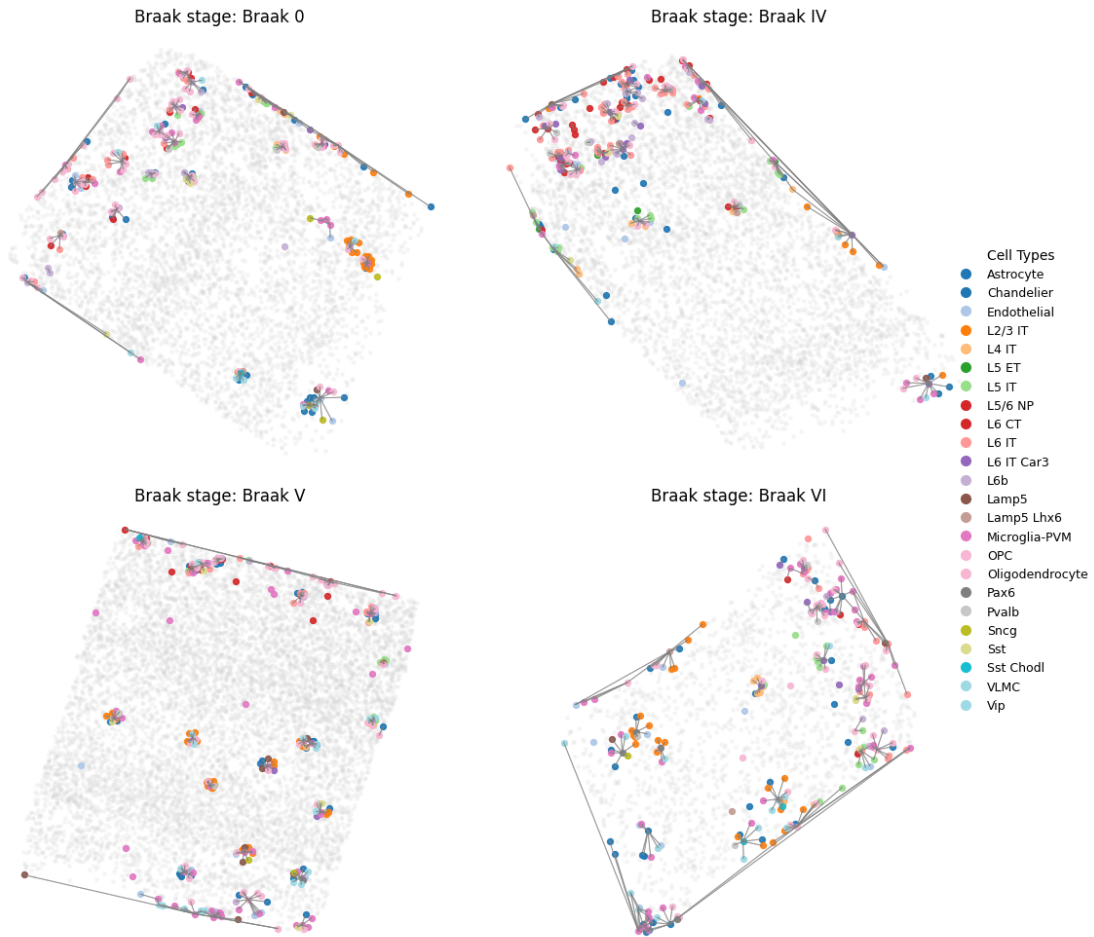 Braak stage: Braak 0
Braak stage: Braak IV
Cell Types
Astrocyte
Chandelier
Endothelial
L2/3 IT
L4 IT
L5 ET
L5 IT
L5/6 NP
L6 CT
L6 IT
L6 IT Car3
L6b
Lamp5
Lamp5 Lhx6
Microglia-PVM
OPC
Oligodendrocyte
Pax6
Pvalb
Sncg
Sst
Sst Chodl
VLMC
Vip
Braak stage: Braak V
Braak stage: Braak VI